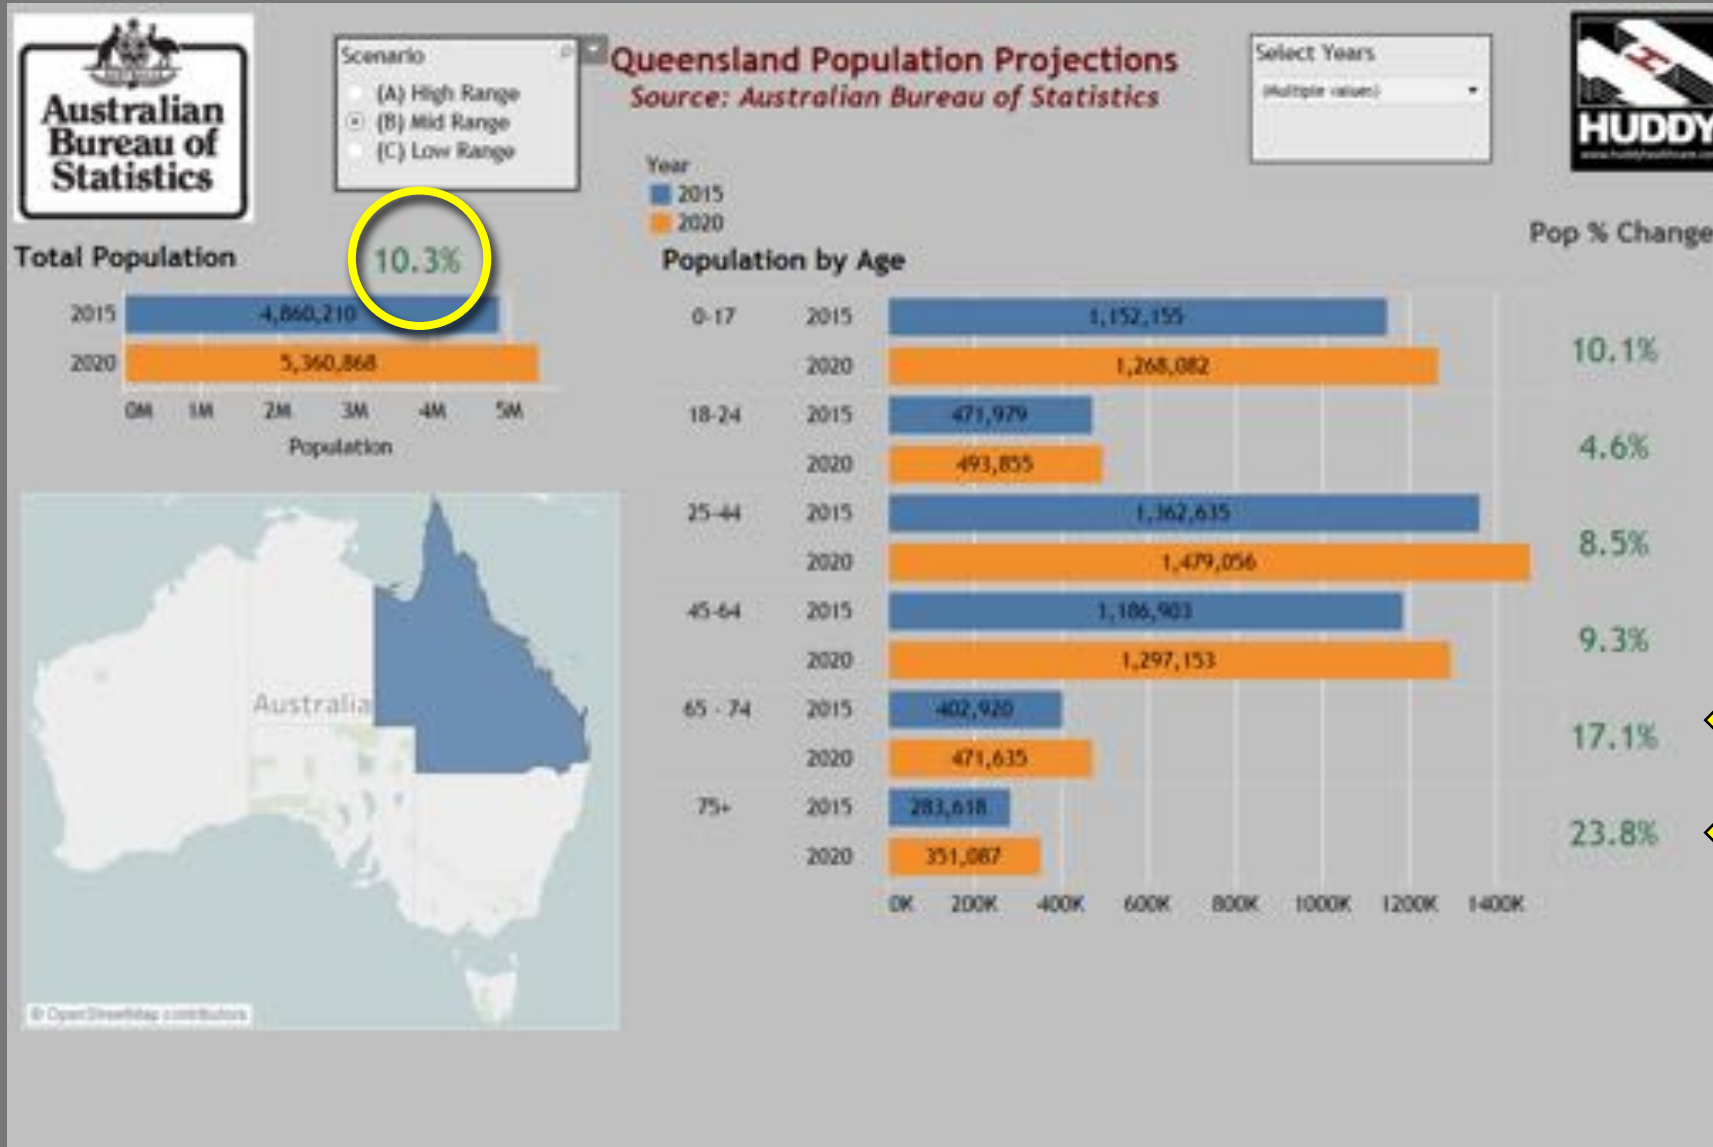 Australian
Bureau of
Statistics
Scenario
(A) High Range
(B) Mid Range
(C) Low Range
Queensland Population Projections
Source: Australian Bureau of Statistics
Select Years
(Multiple values)
HUDDY
Year
2015
2020
Pop % Change
Total Population
10.3%
2015 4,860,210
2020 5,360,868
0M 1M 2M 3M 4M 5M
Population
Population by Age
0-17 2015 1,152,155
2020 1,268,082
10.1%
18-24 2015 471,979
2020 493,855
4.6%
25-44 2015 1,362,635
2020 1,479,056
8.5%
45-64 2015 1,186,903
2020 1,297,153
9.3%
65 - 74 2015 402,920
2020 471,635
17.1%
75+ 2015 283,618
2020 351,087
23.8%
0K 200K 400K 600K 800K 1000K 1200K 1400K
Australia
© OpenStreetMap contributors